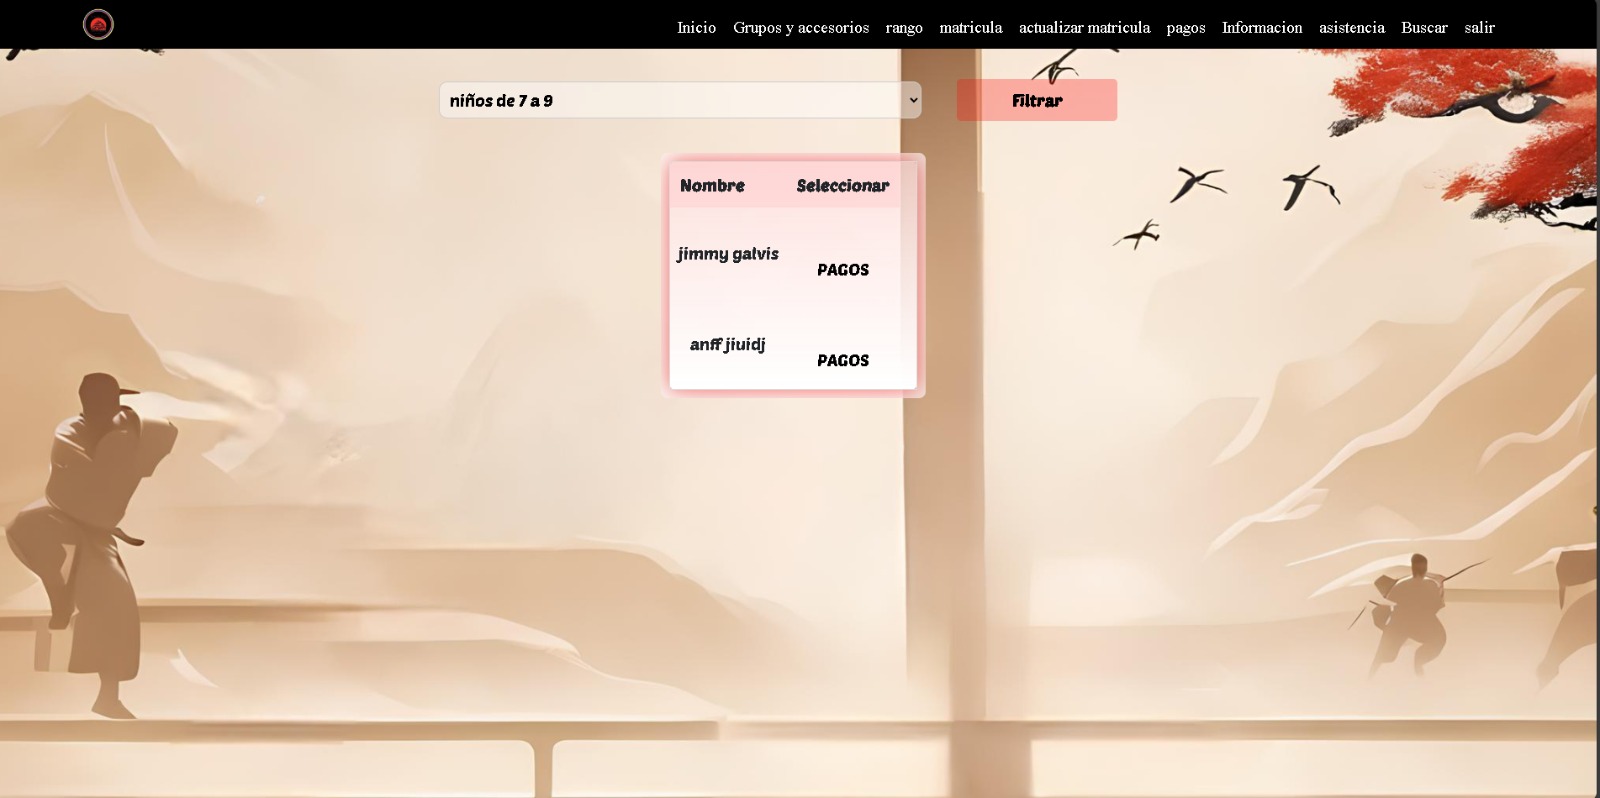 Inicio Grupos y accesorios rango matricula actualizar matricula pagos Informacion asistencia Buscar salir
niños de 7 a 9 Filtrar
Nombre Seleccionar
jimmy galvis
PAGOS
anff jiuidj
PAGOS